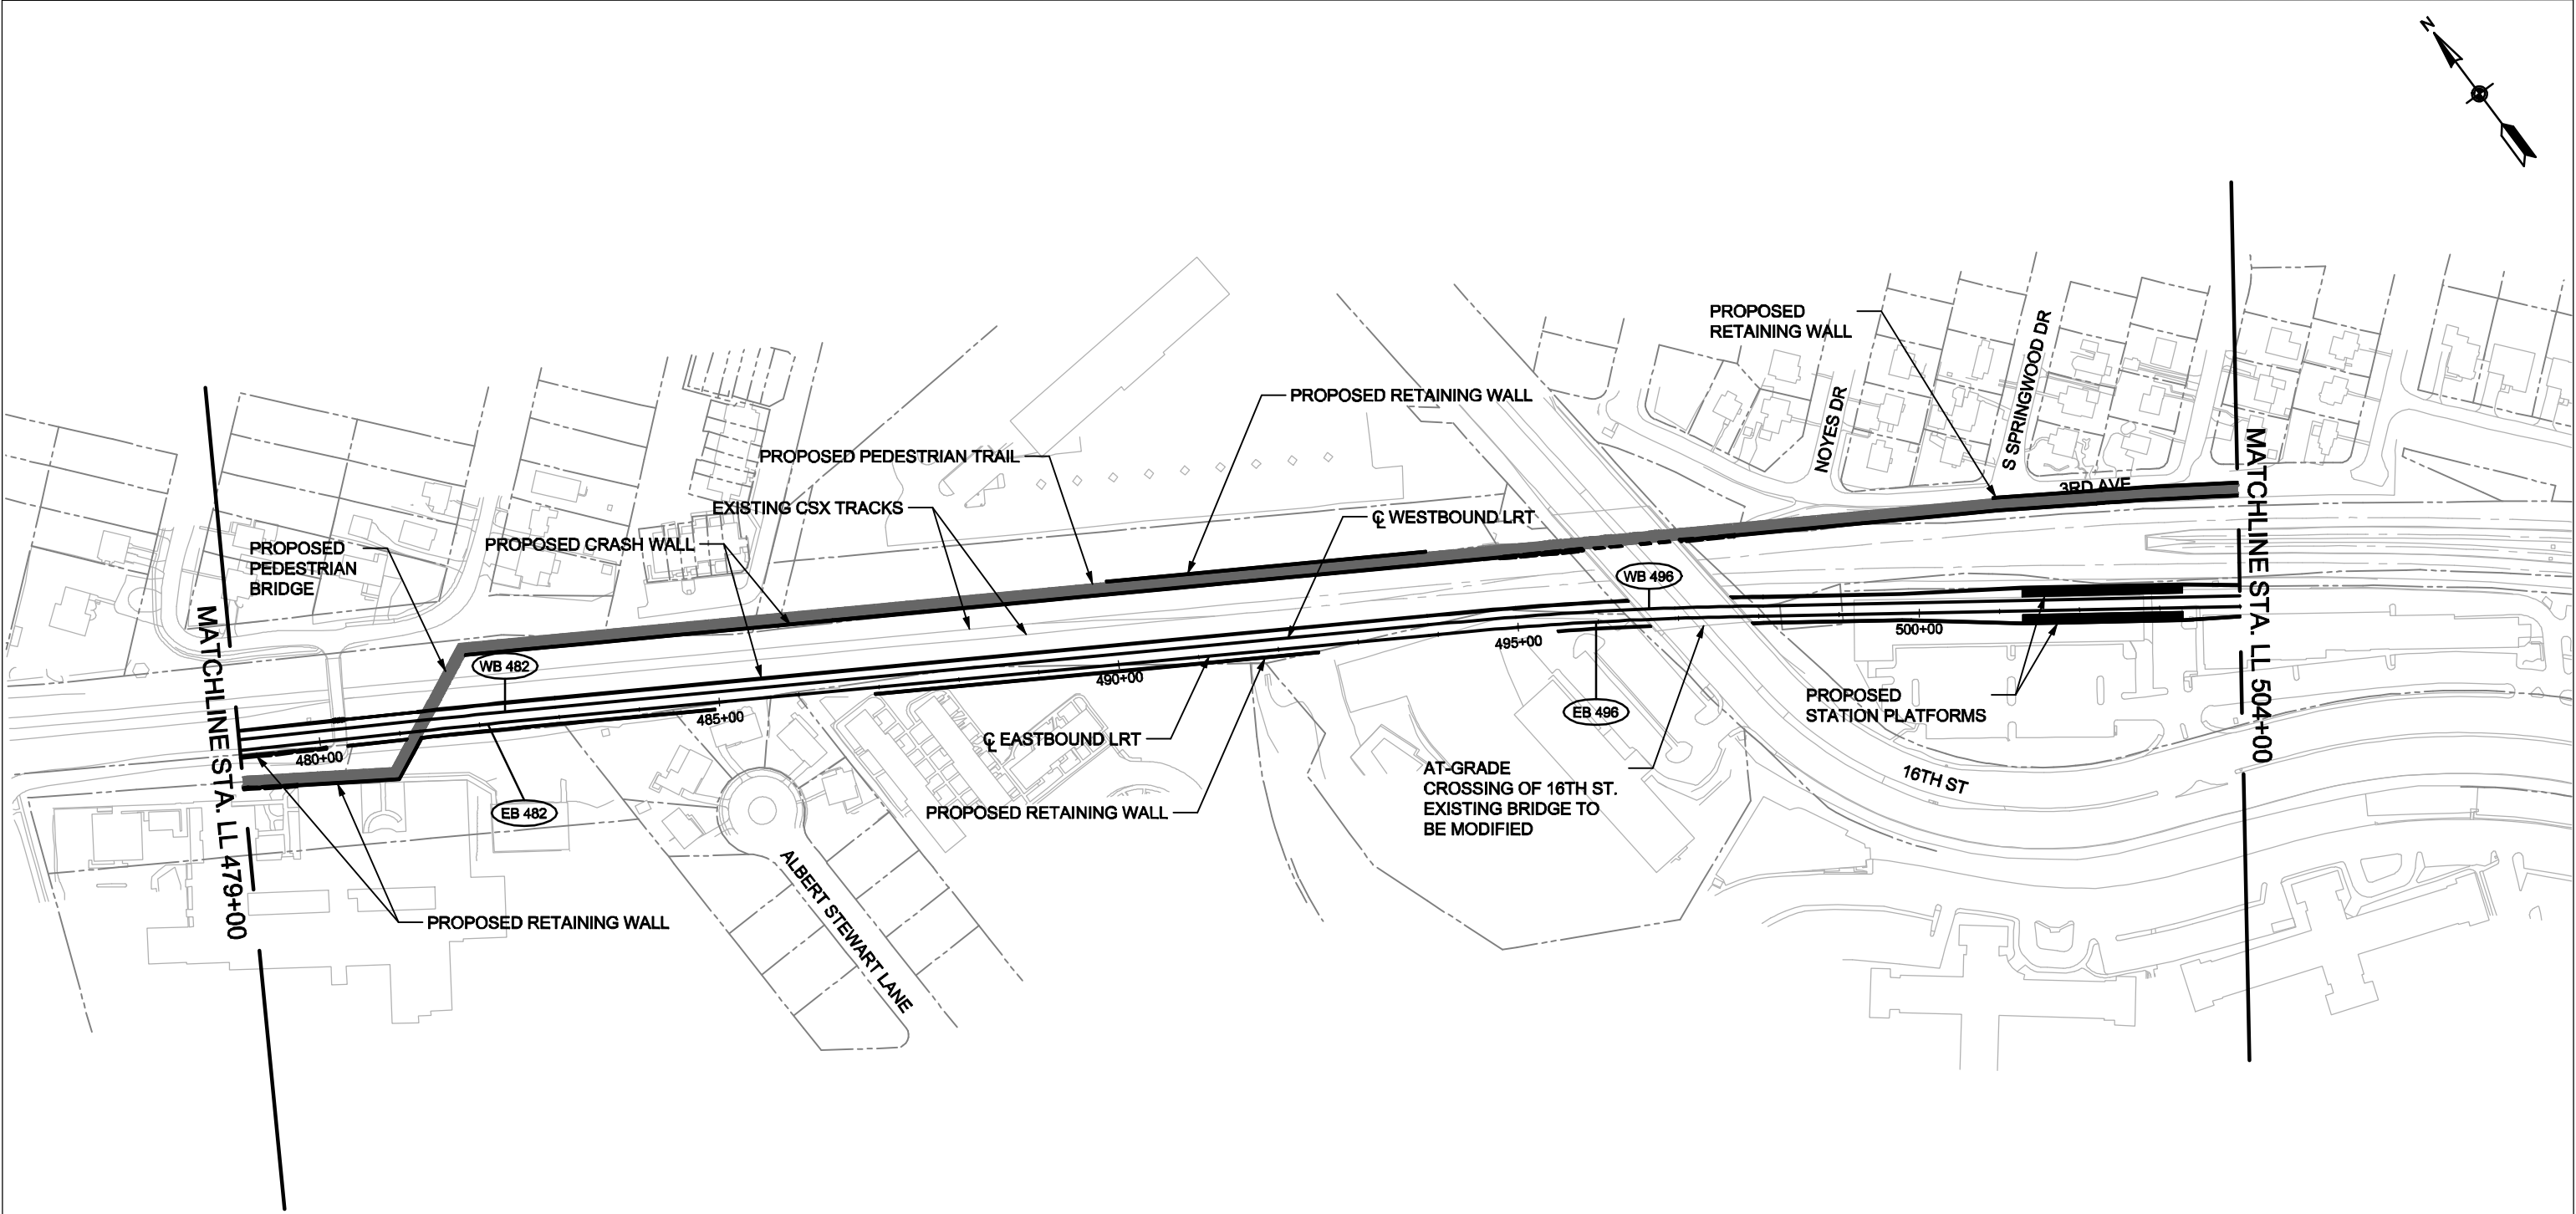 N
PROPOSED
RETAINING WALL
S SPRINGWOOD DR
NOYES DR
PROPOSED RETAINING WALL
PROPOSED PEDESTRIAN TRAIL
3RD AVE
EXISTING CSX TRACKS
℄ WESTBOUND LRT
PROPOSED CRASH WALL
PROPOSED
PEDESTRIAN
BRIDGE
WB 496
WB 482
MATCHLINE STA. LL 479+00
MATCHLINE STA. LL 504+00
480+00
485+00
490+00
495+00
500+00
PROPOSED
STATION PLATFORMS
EB 496
℄ EASTBOUND LRT
EB 482
PROPOSED RETAINING WALL
AT-GRADE
CROSSING OF 16TH ST.
EXISTING BRIDGE TO
BE MODIFIED
16TH ST
ALBERT STEWART LANE
PROPOSED RETAINING WALL